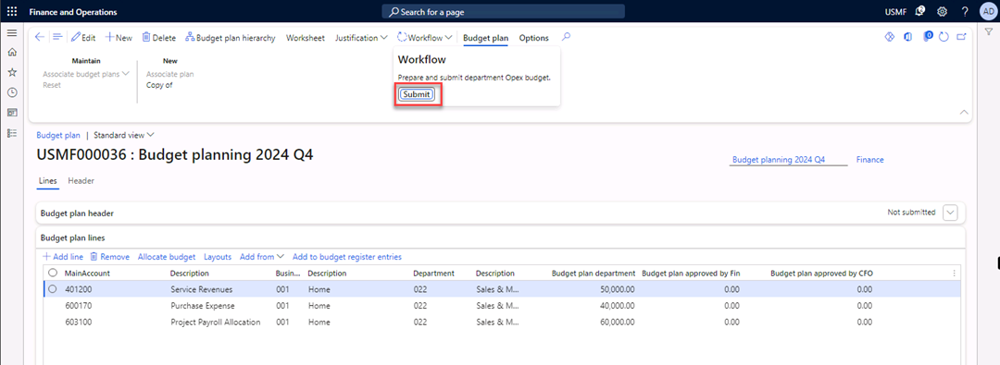 Finance and Operations
Search for a page
USMF
2
?
AD
Edit
New
Delete
Budget plan hierarchy
Worksheet
Justification
Workflow
Budget plan
Options
0
Maintain
Associate budget plans
Reset
New
Associate plan
Copy of
Workflow
Prepare and submit department Opex budget.
Submit
Budget plan | Standard view
USMF000036 : Budget planning 2024 Q4
Budget planning 2024 Q4 Finance
Lines Header
Budget plan header Not submitted
Budget plan lines
+ Add line Remove Allocate budget Layouts Add from Add to budget register entries
MainAccount Description Busin... Description Department Description Budget plan department Budget plan approved by Fin Budget plan approved by CFO
401200 Service Revenues 001 Home 022 Sales & M... 50,000.00 0.00 0.00
600170 Purchase Expense 001 Home 022 Sales & M... 40,000.00 0.00 0.00
603100 Project Payroll Allocation 001 Home 022 Sales & M... 60,000.00 0.00 0.00